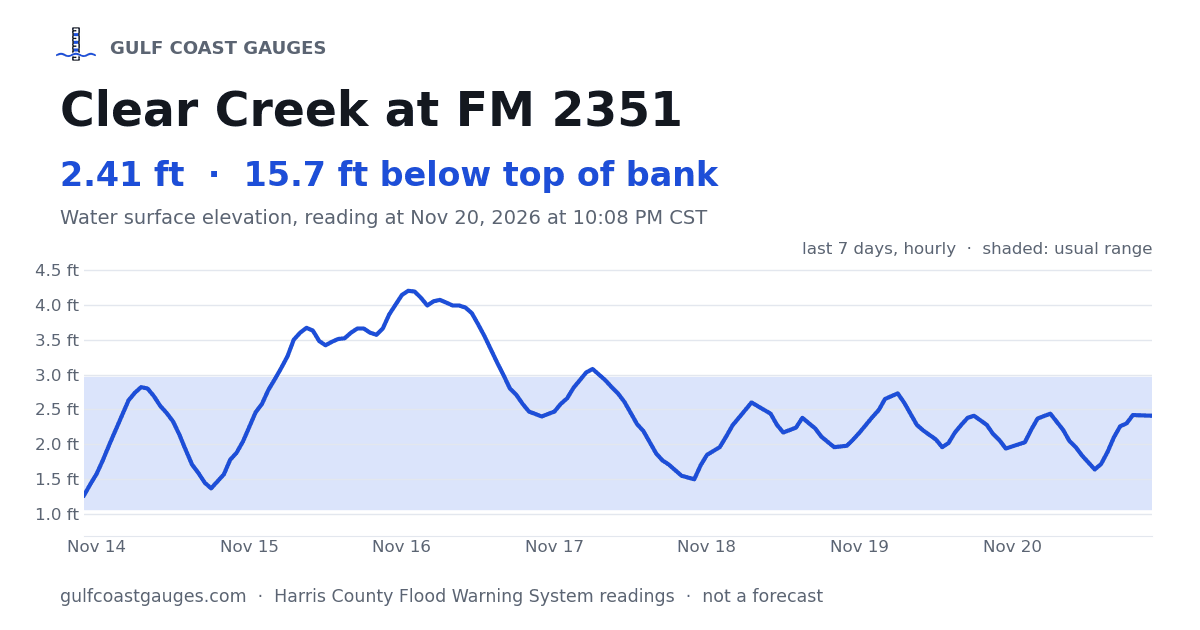 GULF COAST GAUGES
Clear Creek at FM 2351
2.41 ft · 15.7 ft below top of bank
Water surface elevation, reading at Nov 20, 2026 at 10:08 PM CST
last 7 days, hourly · shaded: usual range
4.5 ft
4.0 ft
3.5 ft
3.0 ft
2.5 ft
2.0 ft
1.5 ft
1.0 ft
Nov 14 Nov 15 Nov 16 Nov 17 Nov 18 Nov 19 Nov 20
gulfcoastgauges.com · Harris County Flood Warning System readings · not a forecast